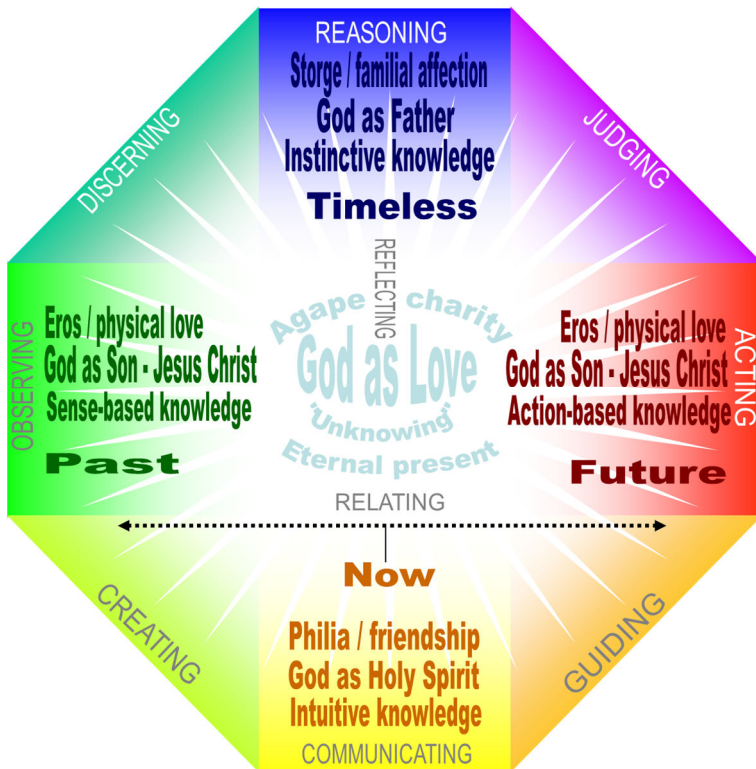 REASONING
Storge / familial affection
God as Father
Instinctive knowledge
Timeless
DISCERNING
JUDGING
REFLECTING
OBSERVING
Eros / physical love
God as Son - Jesus Christ
Sense-based knowledge
Past
Agape charity
God as Love
"Unknowing"
Eternal present
Eros / physical love
God as Son - Jesus Christ
Action-based knowledge
Future
ACTING
RELATING
Now
CREATING
GUIDING
Philia / friendship
God as Holy Spirit
Intuitive knowledge
COMMUNICATING